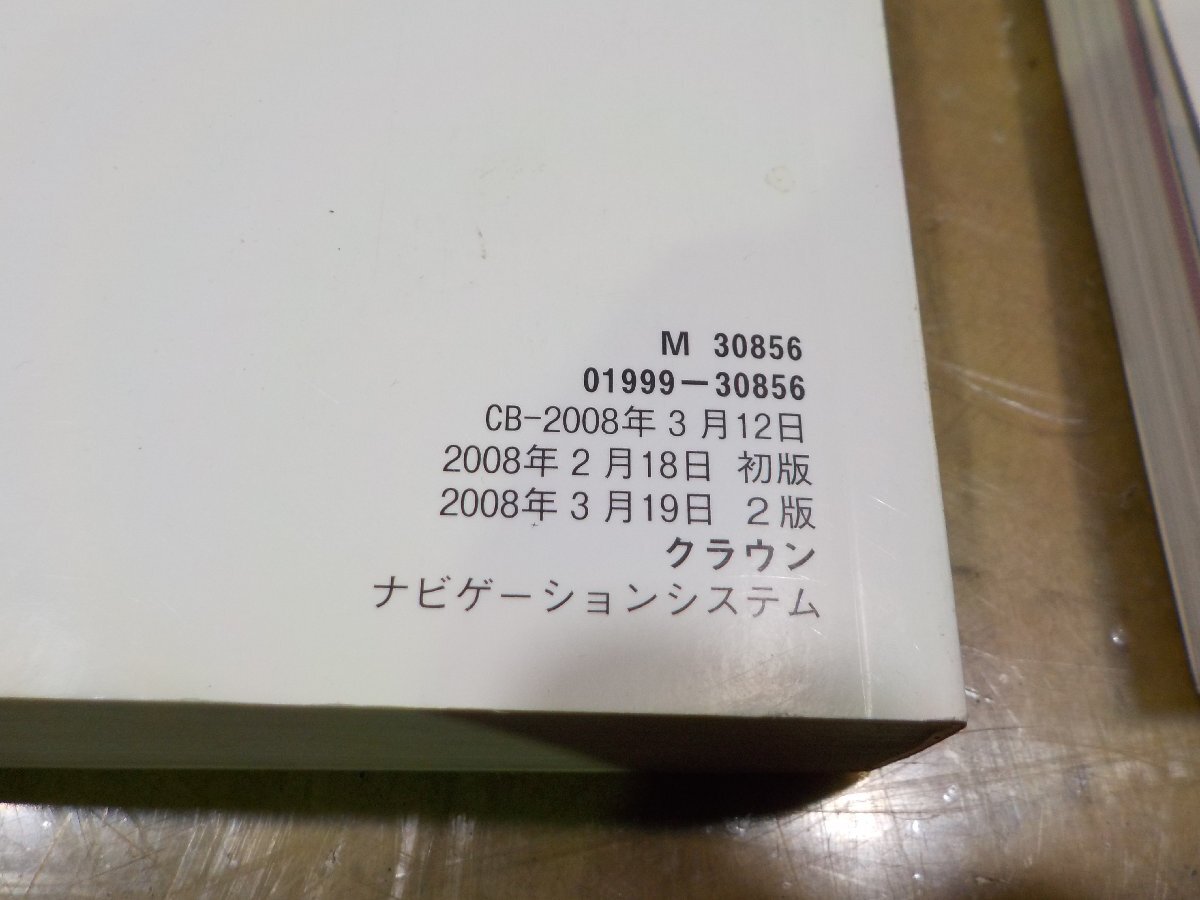 M 30856
01999−30856
CB-2008年3月12日
2008年2月18日 初版
2008年3月19日 2版
クラウン
ナビゲーションシステム